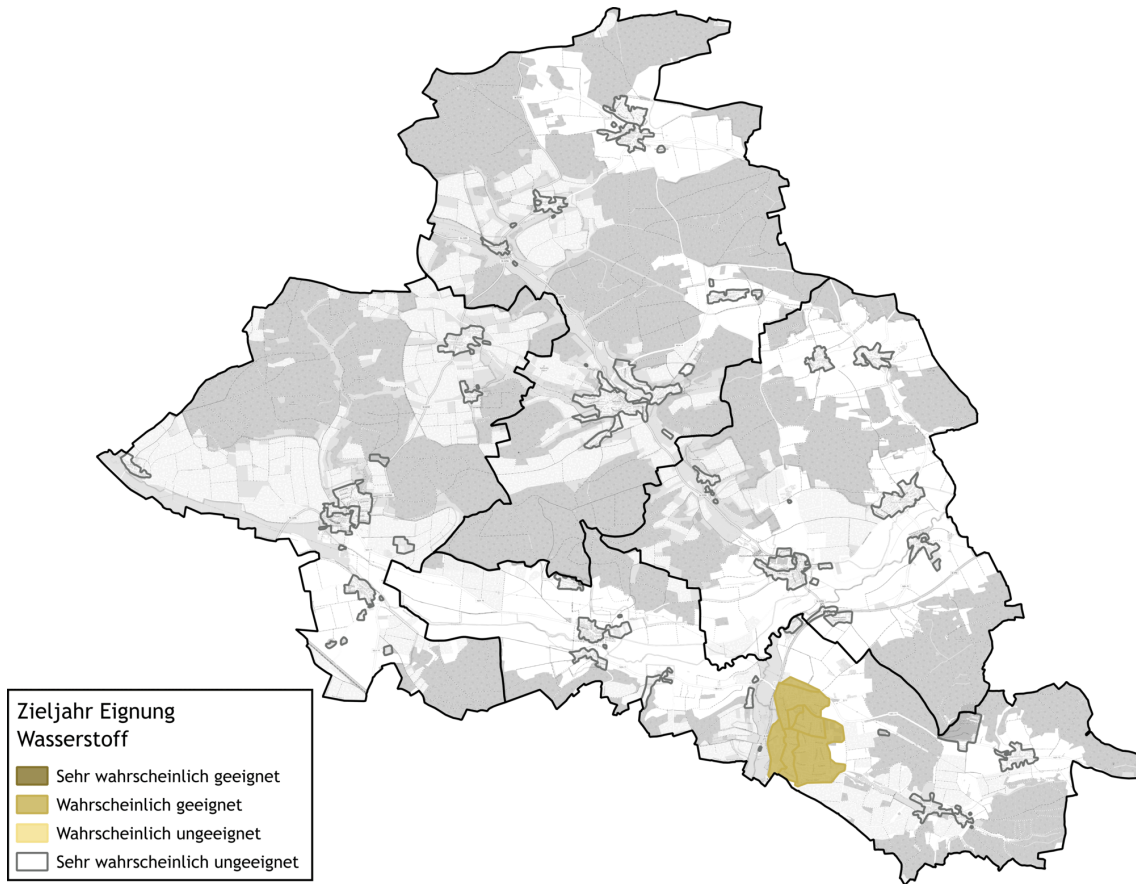 Zieljahr Eignung
Wasserstoff
Sehr wahrscheinlich geeignet
Wahrscheinlich geeignet
Wahrscheinlich ungeeignet
Sehr wahrscheinlich ungeeignet